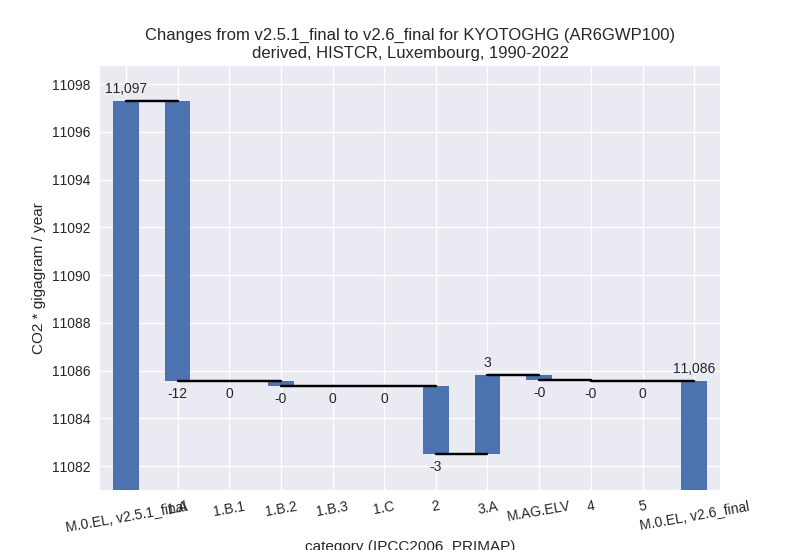 Changes from v2.5.1_final to v2.6_final for KYOTOGHG (AR6GWP100)
derived, HISTCR, Luxembourg, 1990-2022
CO2 * gigagram / year
11098
11096
11094
11092
11090
11088
11086
11084
11082
11,097
-12
0
-0
0
0
-3
3
-0
-0
0
11,086
M.0.EL, v2.5.1_final
1.A
1.B.1
1.B.2
1.B.3
1.C
2
3.A
M.AG.ELV
4
5
M.0.EL, v2.6_final
category (IPCC2006_PRIMAP)